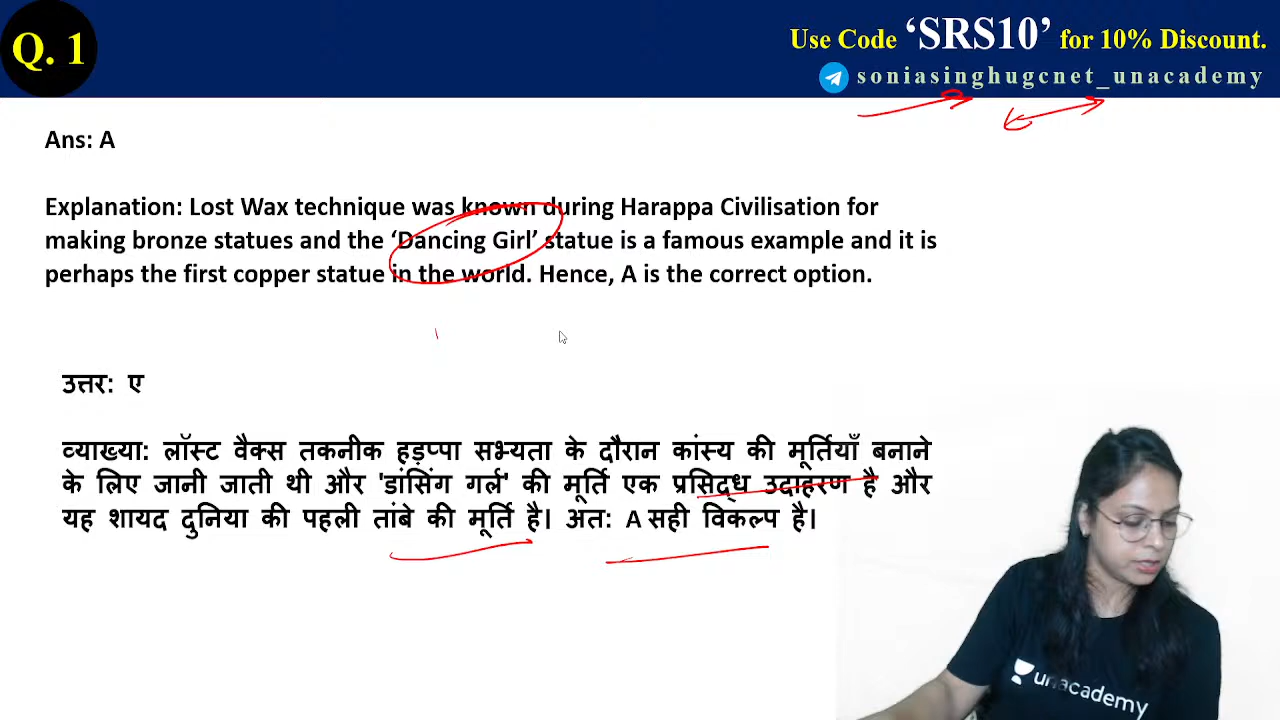 Q. 1
Use Code ‘SRS10’ for 10% Discount.
soniasinghugcnet_unacademy
Ans: A
Explanation: Lost Wax technique was known during Harappa Civilisation for
making bronze statues and the ‘Dancing Girl’ statue is a famous example and it is
perhaps the first copper statue in the world. Hence, A is the correct option.
उत्तर: ए
व्याख्या: लॉस्ट वैक्स तकनीक हड़प्पा सभ्यता के दौरान कांस्य की मूर्तियाँ बनाने
के लिए जानी जाती थी और 'डांसिंग गर्ल' की मूर्ति एक प्रसिद्ध उदाहरण है और
यह शायद दुनिया की पहली तांबे की मूर्ति है। अत: A सही विकल्प है।
unacademy